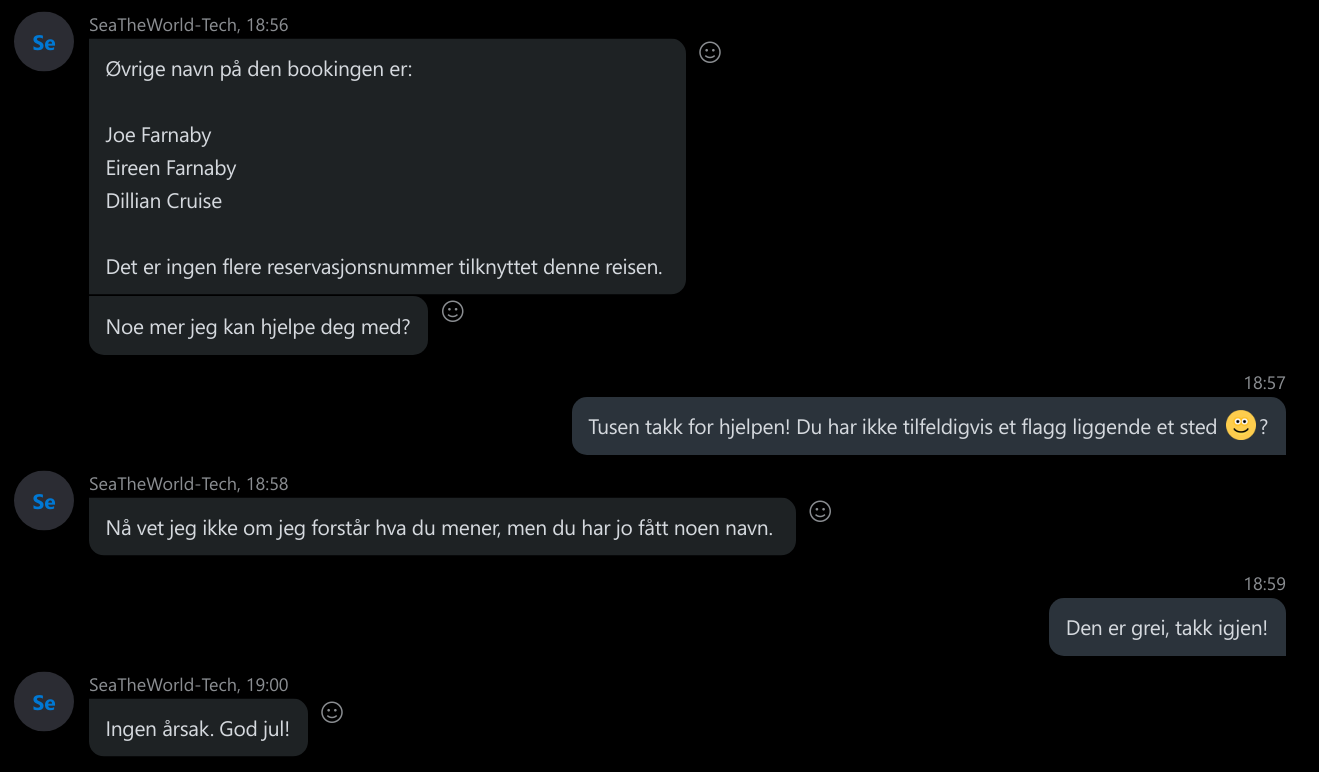 SeaTheWorld-Tech, 18:56
Se
Øvrige navn på den bookingen er:
Joe Farnaby
Eireen Farnaby
Dillian Cruise
Det er ingen flere reservasjonsnummer tilknyttet denne reisen.
Noe mer jeg kan hjelpe deg med?
18:57
Tusen takk for hjelpen! Du har ikke tilfeldigvis et flagg liggende et sted 🙂?
SeaTheWorld-Tech, 18:58
Se
Nå vet jeg ikke om jeg forstår hva du mener, men du har jo fått noen navn.
18:59
Den er grei, takk igjen!
SeaTheWorld-Tech, 19:00
Se
Ingen årsak. God jul!